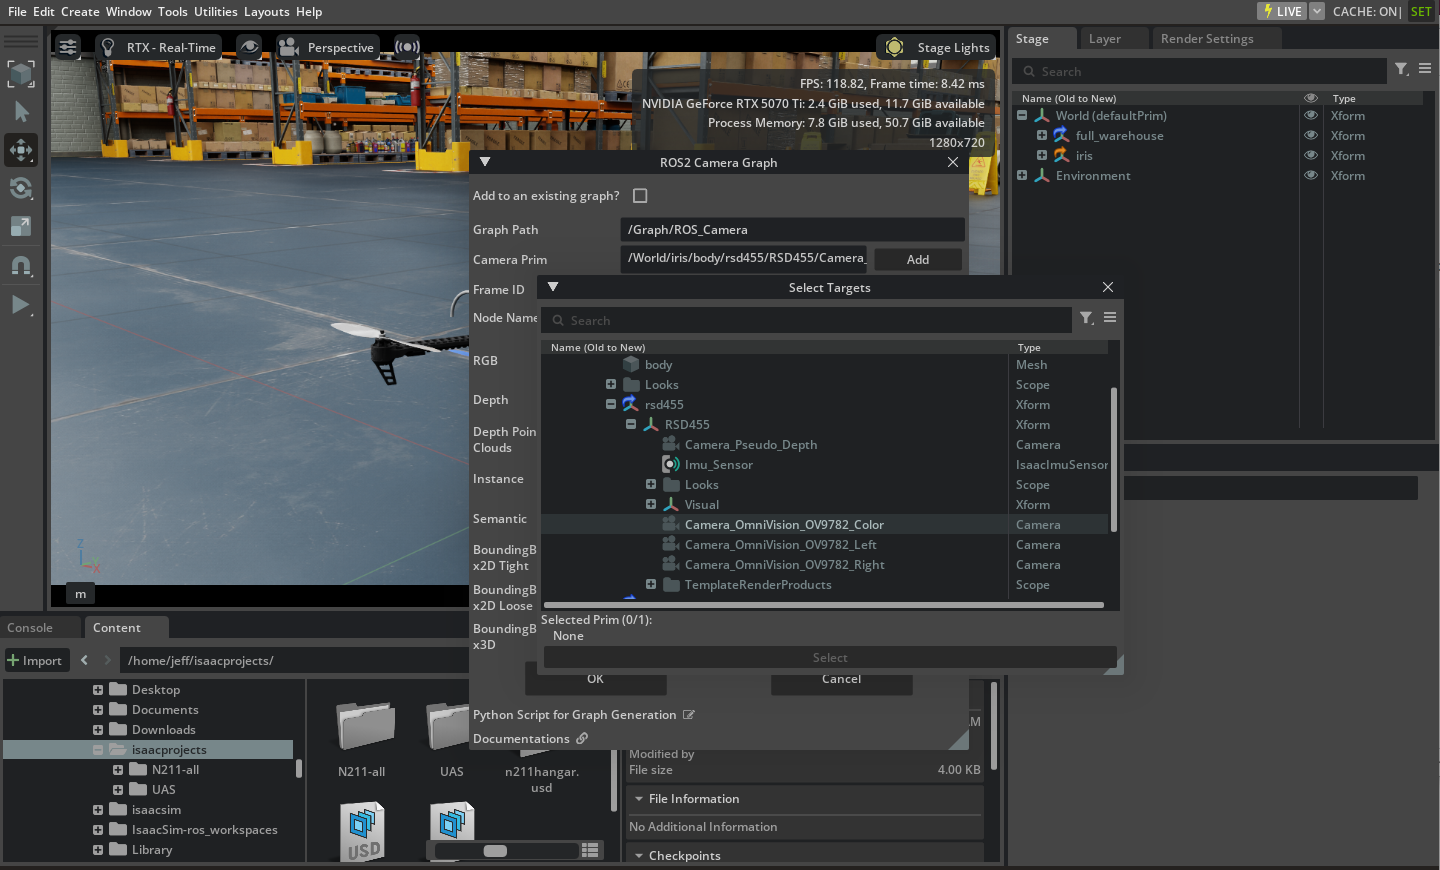 File Edit Create Window Tools Utilities Layouts Help
LIVE
CACHE: ON|
SET
RTX - Real-Time
Perspective
Stage Lights
FPS: 118.82, Frame time: 8.42 ms
NVIDIA GeForce RTX 5070 Ti: 2.4 GiB used, 11.7 GiB available
Process Memory: 7.8 GiB used, 50.7 GiB available
1280x720
Z
X
m
Stage
Layer
Render Settings
Search
Name (Old to New)
Type
World (defaultPrim)
Xform
full_warehouse
Xform
iris
Xform
Environment
Xform
ROS2 Camera Graph
Add to an existing graph?
Graph Path
/Graph/ROS_Camera
Camera Prim
/World/iris/body/rsd455/RSD455/Camera_
Add
Frame ID
Node Name
RGB
Depth
Depth Poin
Clouds
Instance
Semantic
BoundingB
x2D Tight
BoundingB
x2D Loose
BoundingB
x3D
OK
Cancel
Python Script for Graph Generation
Documentations
Select Targets
Search
Name (Old to New)
Type
body
Mesh
Looks
Scope
rsd455
Xform
RSD455
Xform
Camera_Pseudo_Depth
Camera
Imu_Sensor
IsaacImuSensor
Looks
Scope
Visual
Xform
Camera_OmniVision_OV9782_Color
Camera
Camera_OmniVision_OV9782_Left
Camera
Camera_OmniVision_OV9782_Right
Camera
TemplateRenderProducts
Scope
Selected Prim (0/1):
None
Select
Console
Content
Import
/home/jeff/isaacprojects/
Desktop
Documents
Downloads
isaacprojects
N211-all
UAS
isaacsim
IsaacSim-ros_workspaces
Library
N211-all
UAS
n211hangar.
usd
USD
AM
Modified by
File size
4.00 KB
File Information
No Additional Information
Checkpoints